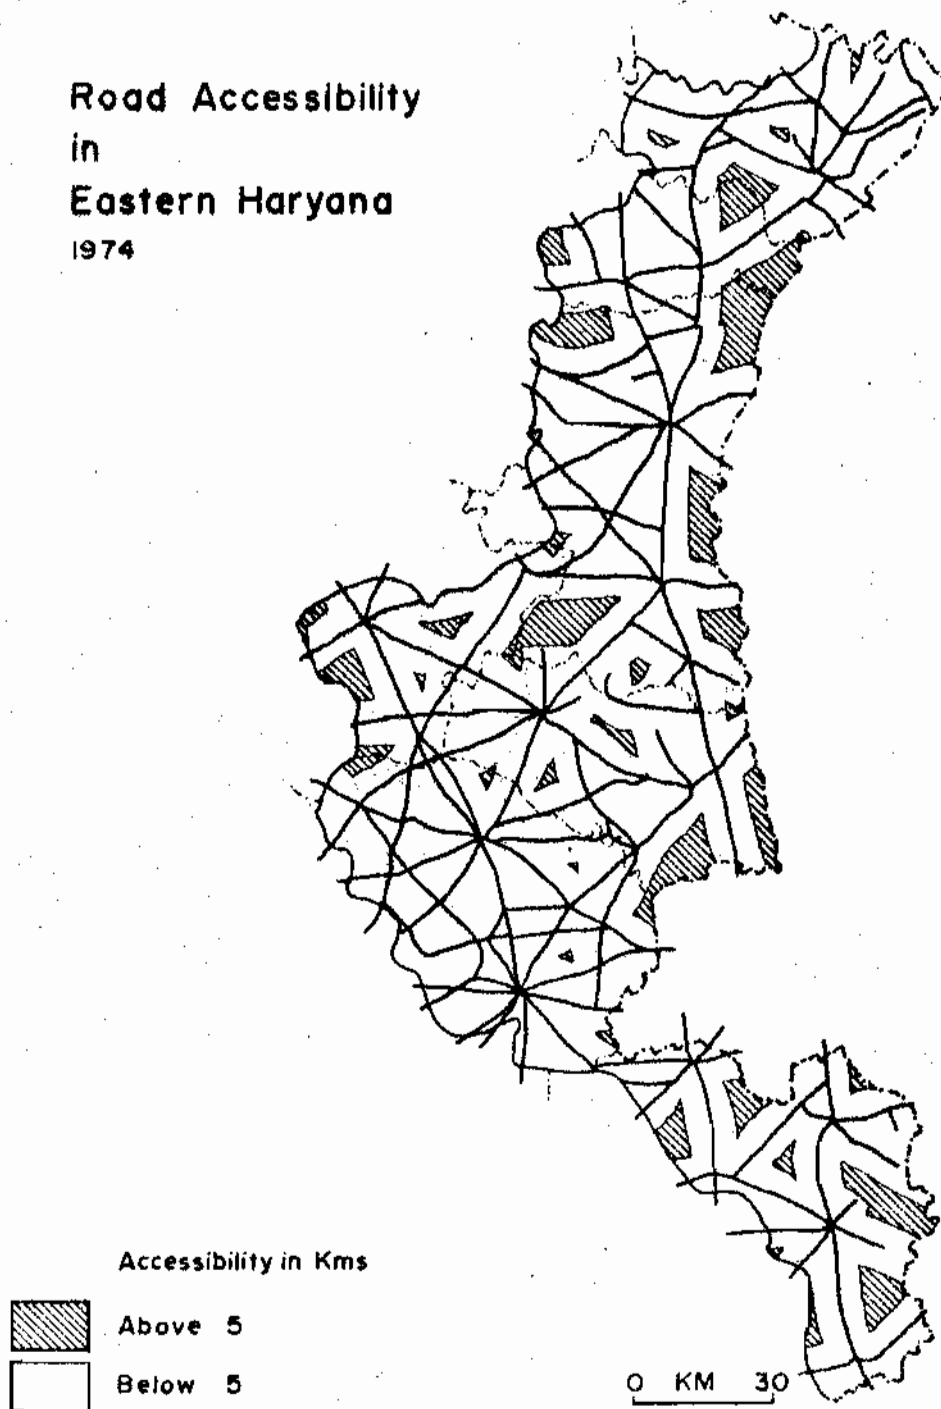 Road Accessibility
in
Eastern Haryana
1974
Accessibility in Kms
Above 5
Below 5
0 KM 30